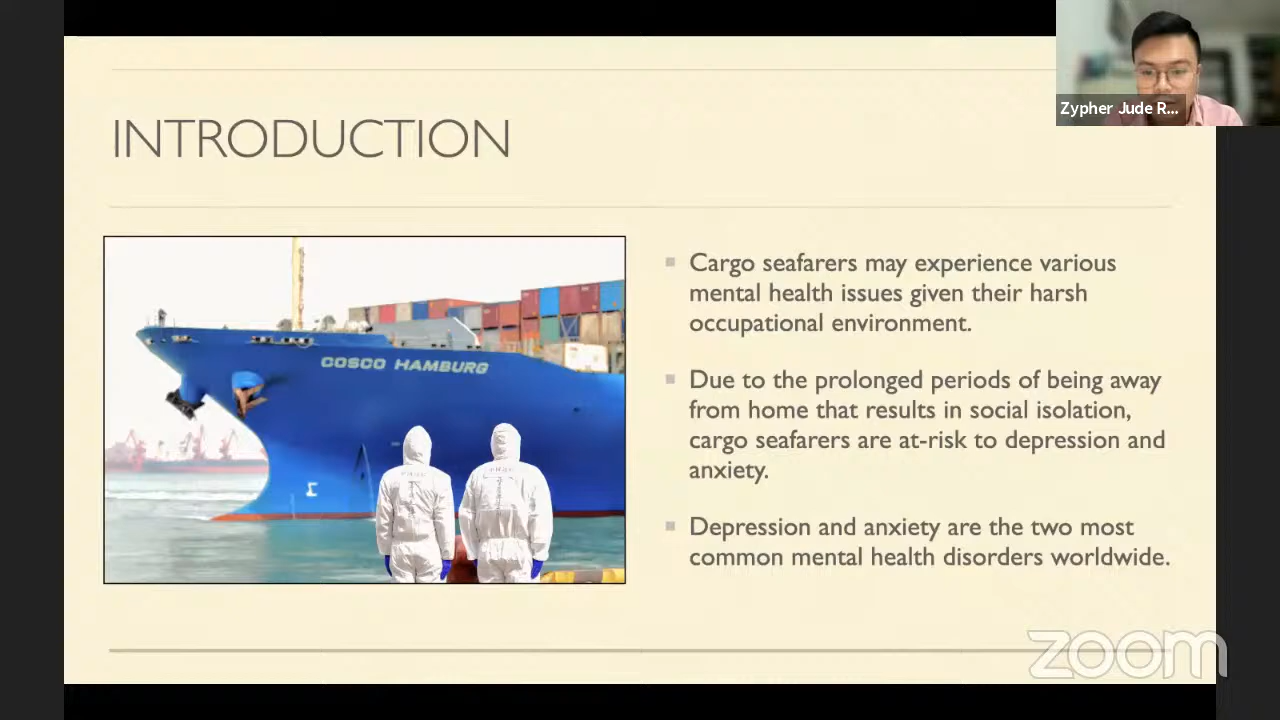 Zypher Jude R...
INTRODUCTION
COSCO HAMBURG
Cargo seafarers may experience various
mental health issues given their harsh
occupational environment.
Due to the prolonged periods of being away
from home that results in social isolation,
cargo seafarers are at-risk to depression and
anxiety.
Depression and anxiety are the two most
common mental health disorders worldwide.
zoom